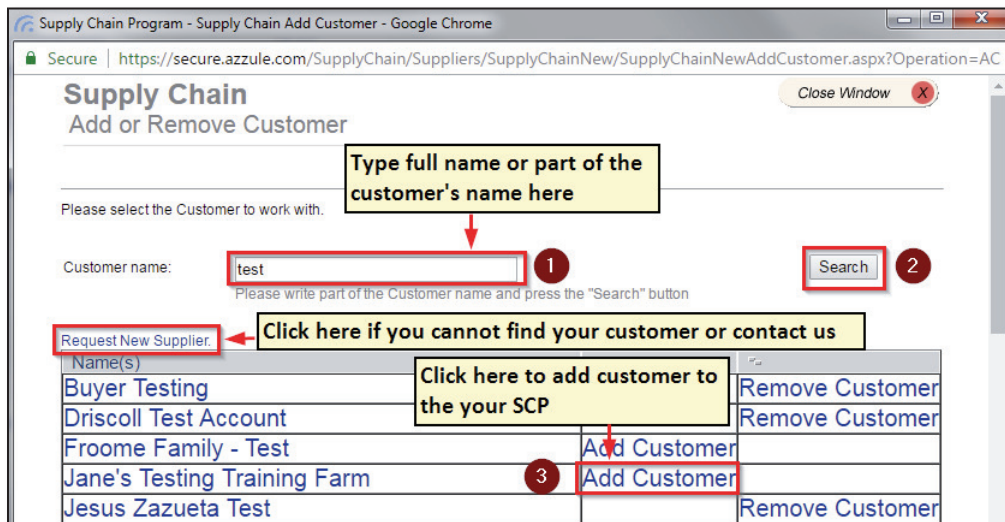 Supply Chain Program - Supply Chain Add Customer - Google Chrome
Secure | https://secure.azzule.com/SupplyChain/Suppliers/SupplyChainNew/SupplyChainNewAddCustomer.aspx?Operation=AC
Supply Chain
Close Window X
Add or Remove Customer
Type full name or part of the
customer's name here
Please select the Customer to work with.
Customer name: test 1 Search 2
Please write part of the Customer name and press the "Search" button
Request New Supplier. Click here if you cannot find your customer or contact us
Name(s)
Click here to add customer to
the your SCP
Buyer Testing Remove Customer
Driscoll Test Account Remove Customer
Froome Family - Test Add Customer
Jane's Testing Training Farm 3 Add Customer
Jesus Zazueta Test Remove Customer